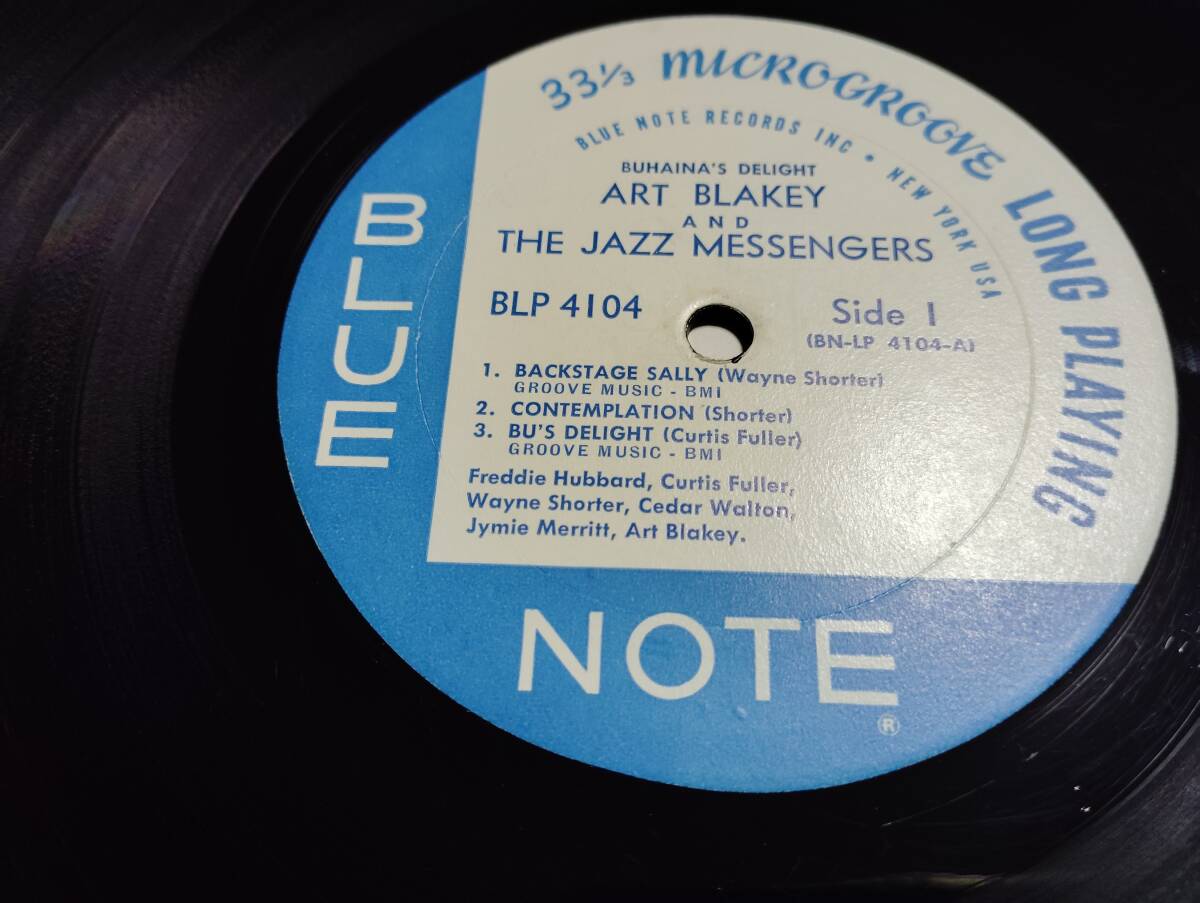 33⅓ MICROGROOVE LONG PLAYING
BLUE NOTE RECORDS INC • NEW YORK USA
BUHAINA'S DELIGHT
ART BLAKEY
AND
THE JAZZ MESSENGERS
BLP 4104
Side 1
(BN-LP 4104-A)
1. BACKSTAGE SALLY (Wayne Shorter)
GROOVE MUSIC - BMI
2. CONTEMPLATION (Shorter)
3. BU'S DELIGHT (Curtis Fuller)
GROOVE MUSIC - BMI
Freddie Hubbard, Curtis Fuller,
Wayne Shorter, Cedar Walton,
Jymie Merritt, Art Blakey.
BLUE
NOTE
®